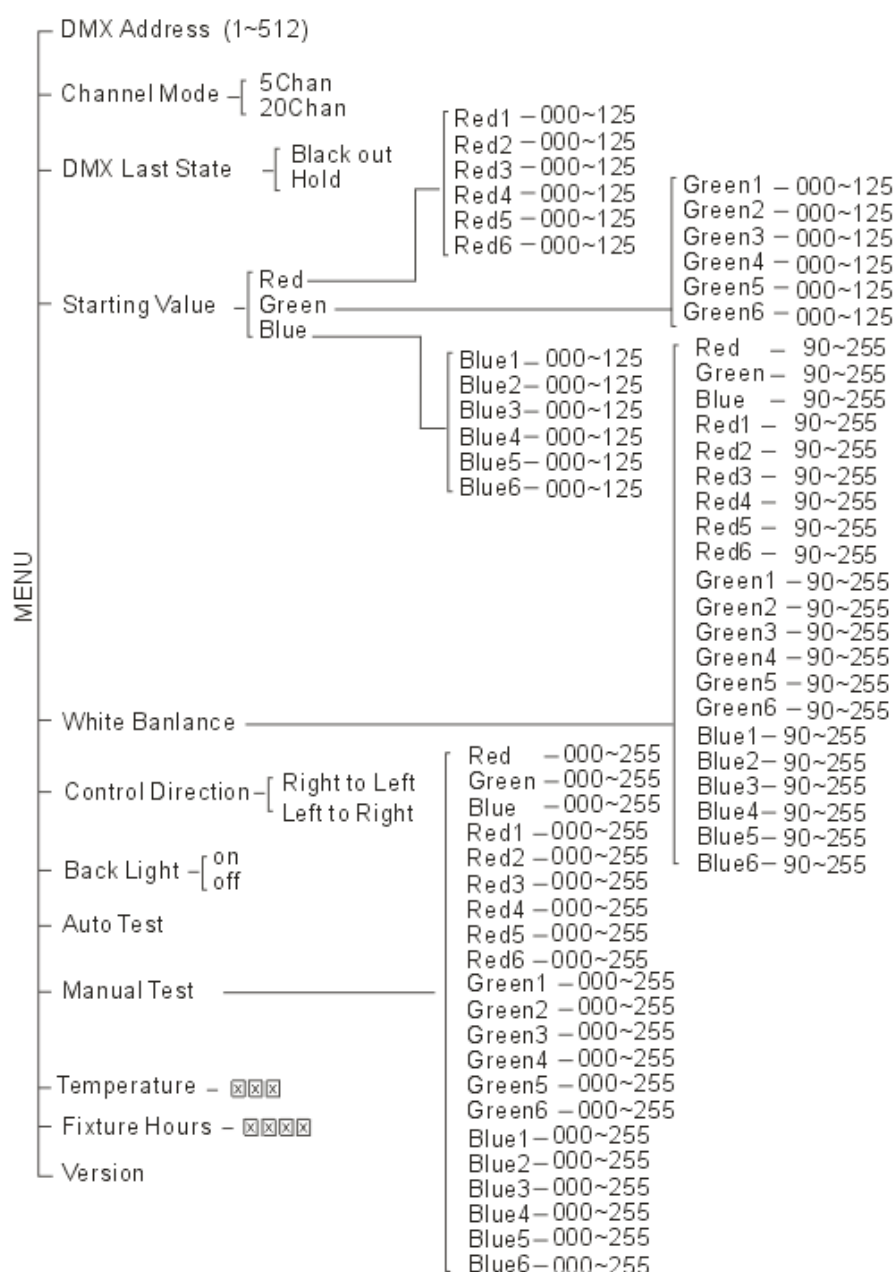 MENU
DMX Address (1~512)
Channel Mode
5Chan
20Chan
DMX Last State
Black out
Hold
Starting Value
Red
Green
Blue
Red1 – 000~125
Red2 – 000~125
Red3 – 000~125
Red4 – 000~125
Red5 – 000~125
Red6 – 000~125
Green1 – 000~125
Green2 – 000~125
Green3 – 000~125
Green4 – 000~125
Green5 – 000~125
Green6 – 000~125
Blue1 – 000~125
Blue2 – 000~125
Blue3 – 000~125
Blue4 – 000~125
Blue5 – 000~125
Blue6 – 000~125
White Banlance
Red – 90~255
Green – 90~255
Blue – 90~255
Red1 – 90~255
Red2 – 90~255
Red3 – 90~255
Red4 – 90~255
Red5 – 90~255
Red6 – 90~255
Green1 – 90~255
Green2 – 90~255
Green3 – 90~255
Green4 – 90~255
Green5 – 90~255
Green6 – 90~255
Blue1 – 90~255
Blue2 – 90~255
Blue3 – 90~255
Blue4 – 90~255
Blue5 – 90~255
Blue6 – 90~255
Control Direction
Right to Left
Left to Right
Back Light
on
off
Auto Test
Manual Test
Red – 000~255
Green – 000~255
Blue – 000~255
Red1 – 000~255
Red2 – 000~255
Red3 – 000~255
Red4 – 000~255
Red5 – 000~255
Red6 – 000~255
Green1 – 000~255
Green2 – 000~255
Green3 – 000~255
Green4 – 000~255
Green5 – 000~255
Green6 – 000~255
Blue1 – 000~255
Blue2 – 000~255
Blue3 – 000~255
Blue4 – 000~255
Blue5 – 000~255
Blue6 – 000~255
Temperature – ☒☒☒
Fixture Hours – ☒☒☒☒
Version